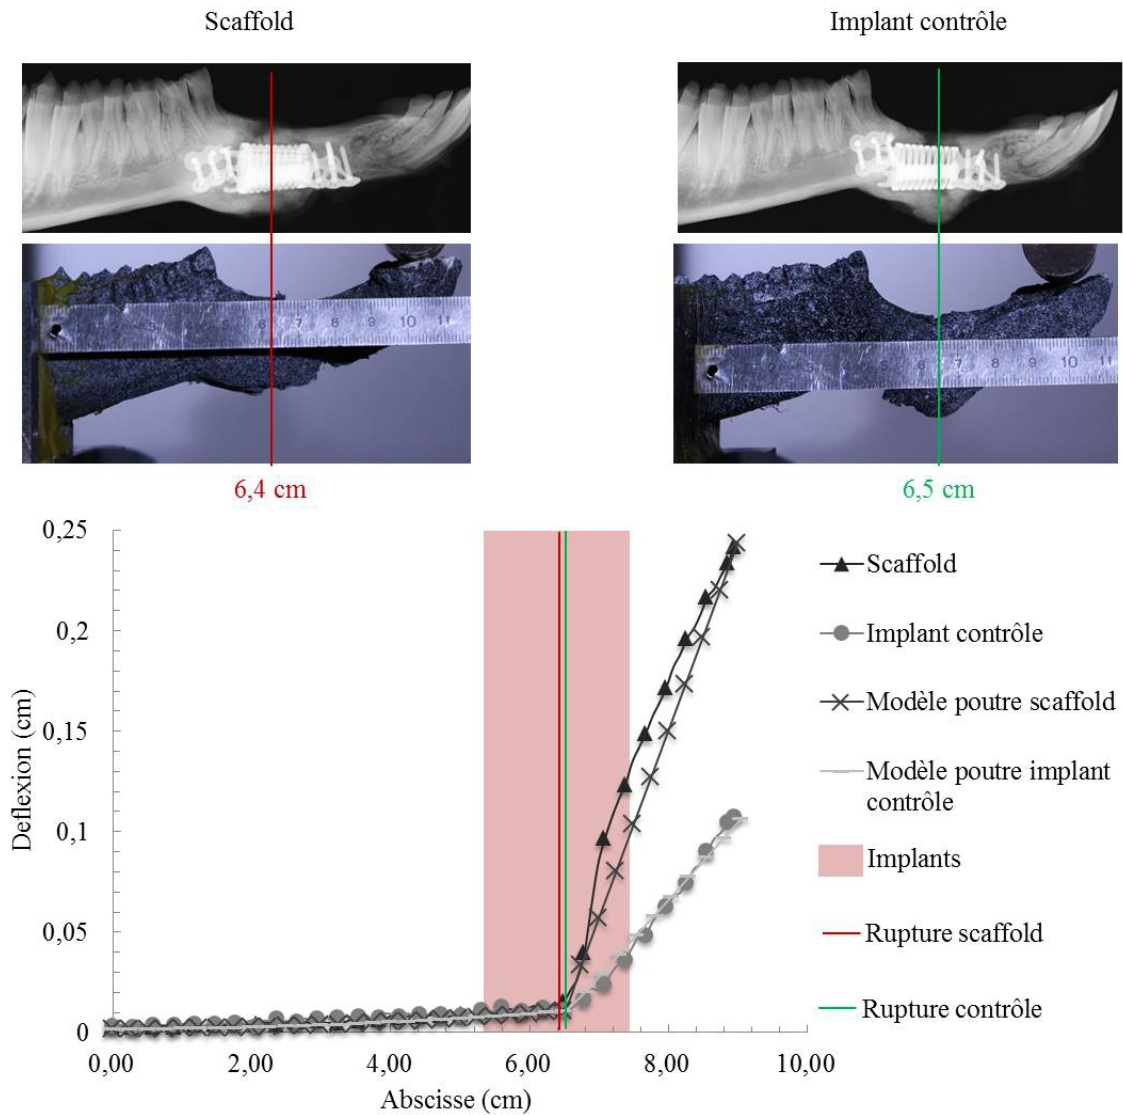 Scaffold
Implant contrôle
6,4 cm
6,5 cm
0,25
0,2
0,15
0,1
0,05
0
Deflexion (cm)
0,00
2,00
4,00
6,00
8,00
10,00
Abscisse (cm)
Scaffold
Implant contrôle
Modèle poutre scaffold
Modèle poutre implant
contrôle
Implants
Rupture scaffold
Rupture contrôle